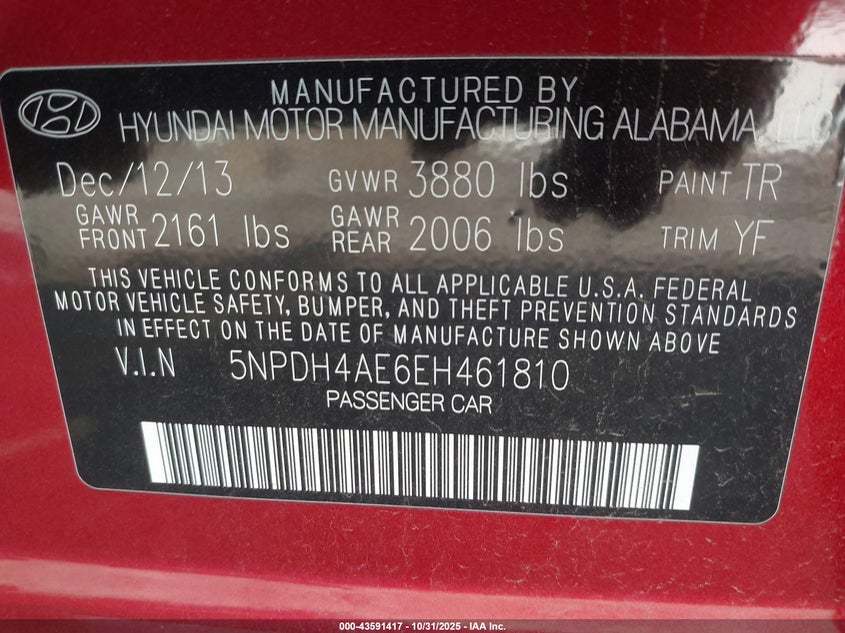 MANUFACTURED BY
HYUNDAI MOTOR MANUFACTURING ALABAMA, LLC
Dec/12/13 GVWR 3880 lbs PAINT TR
GAWR FRONT 2161 lbs GAWR REAR 2006 lbs TRIM YF
THIS VEHICLE CONFORMS TO ALL APPLICABLE U.S.A. FEDERAL
MOTOR VEHICLE SAFETY, BUMPER, AND THEFT PREVENTION STANDARDS
IN EFFECT ON THE DATE OF MANUFACTURE SHOWN ABOVE
V.I.N 5NPDH4AE6EH461810
PASSENGER CAR
000-43591417 - 10/31/2025 - IAA Inc.